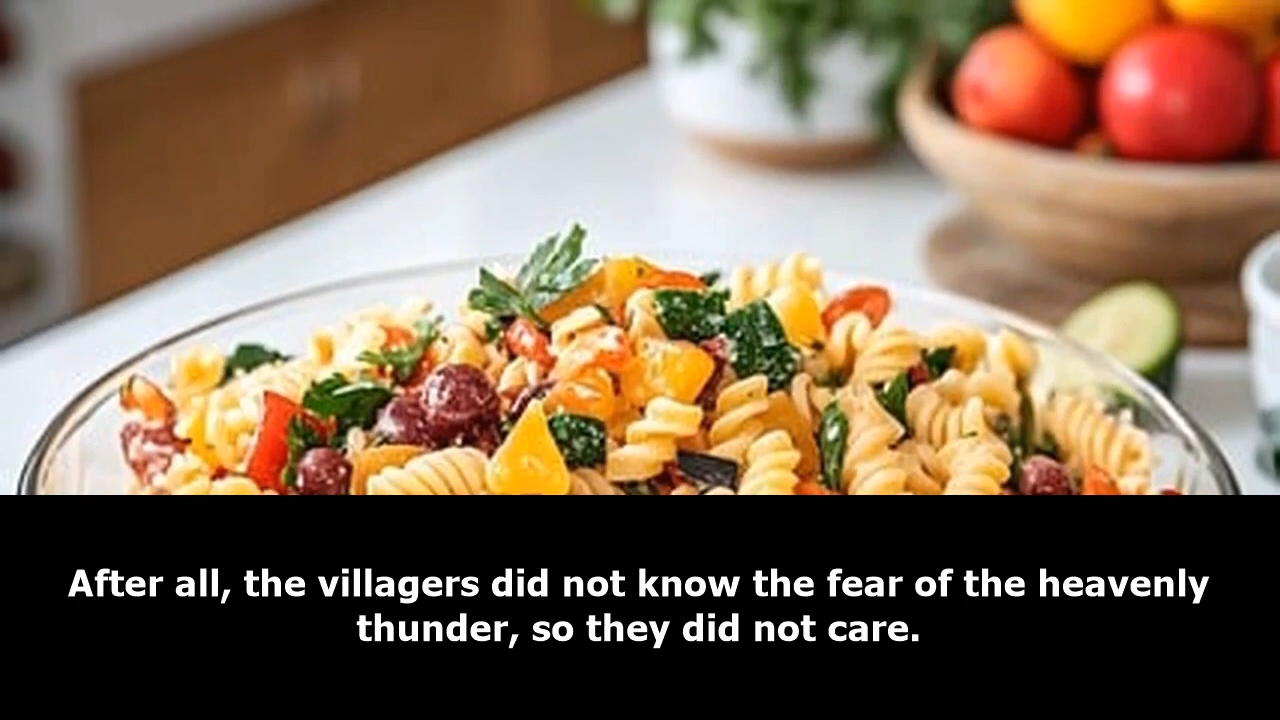 After all, the villagers did not know the fear of the heavenly
thunder, so they did not care.